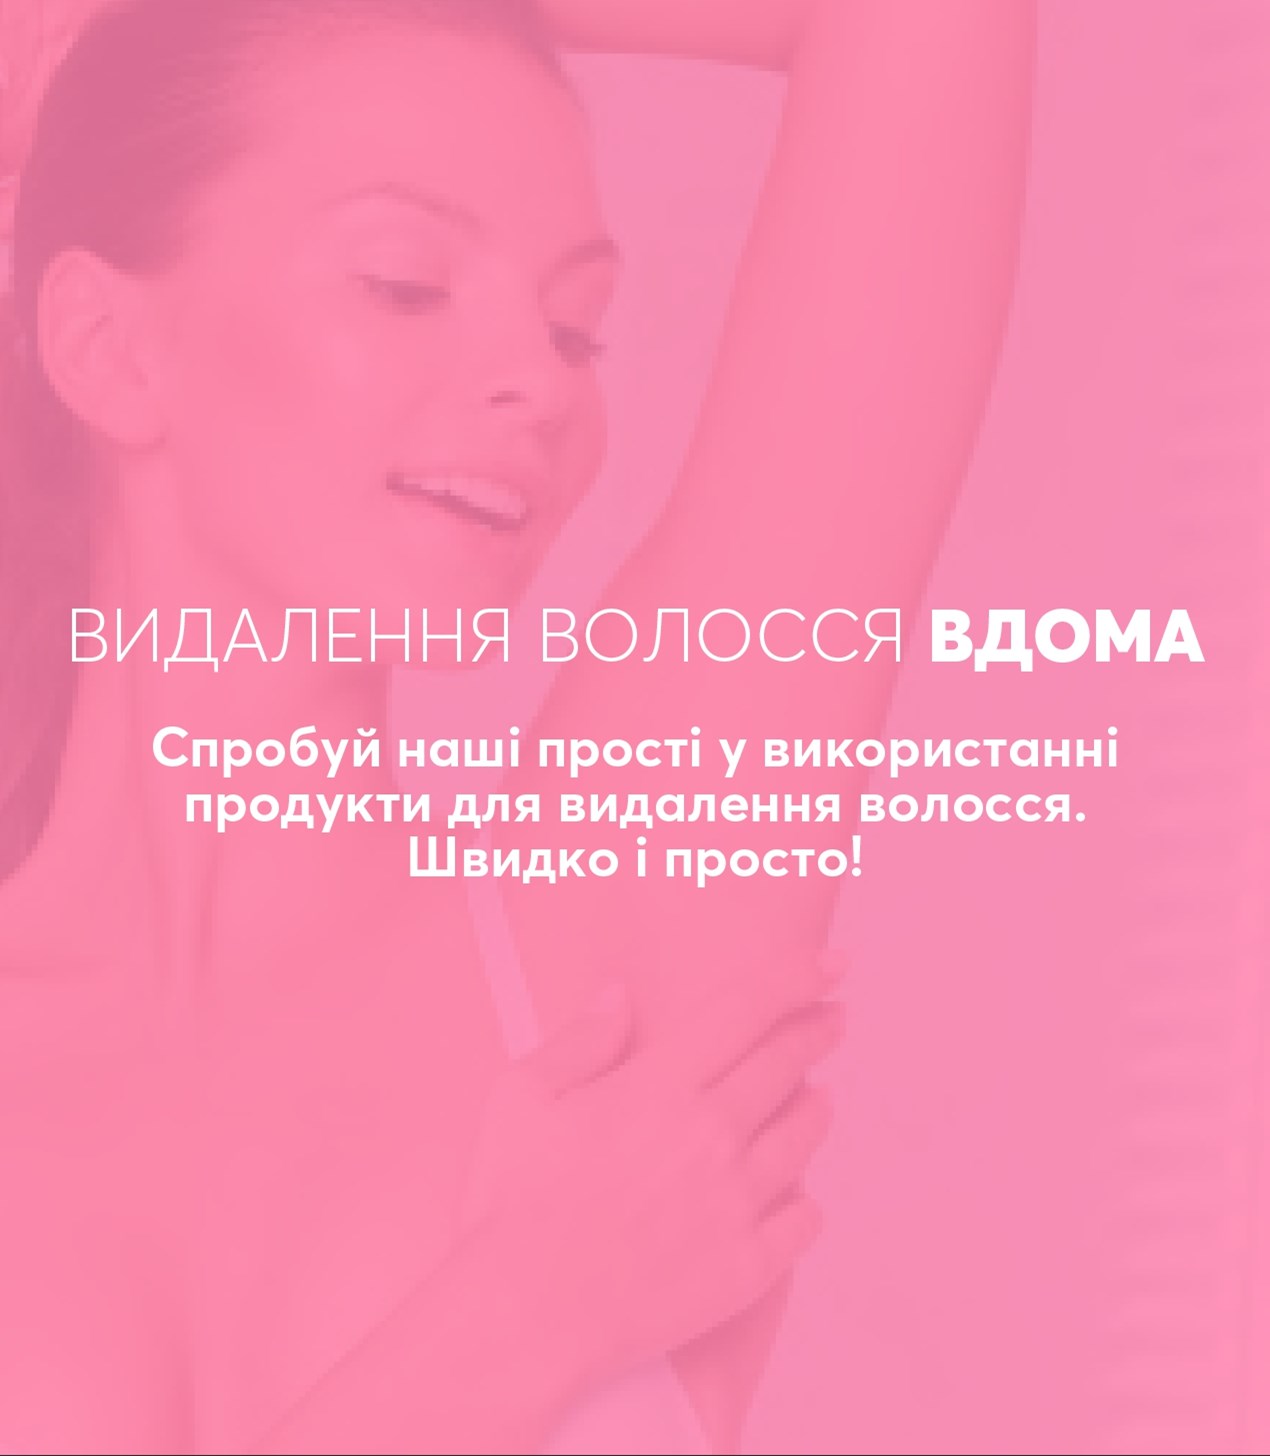 ВИДАЛЕННЯ ВОЛОССЯ ВДОМА
Спробуй наші прості у використанні
продукти для видалення волосся.
Швидко і просто!